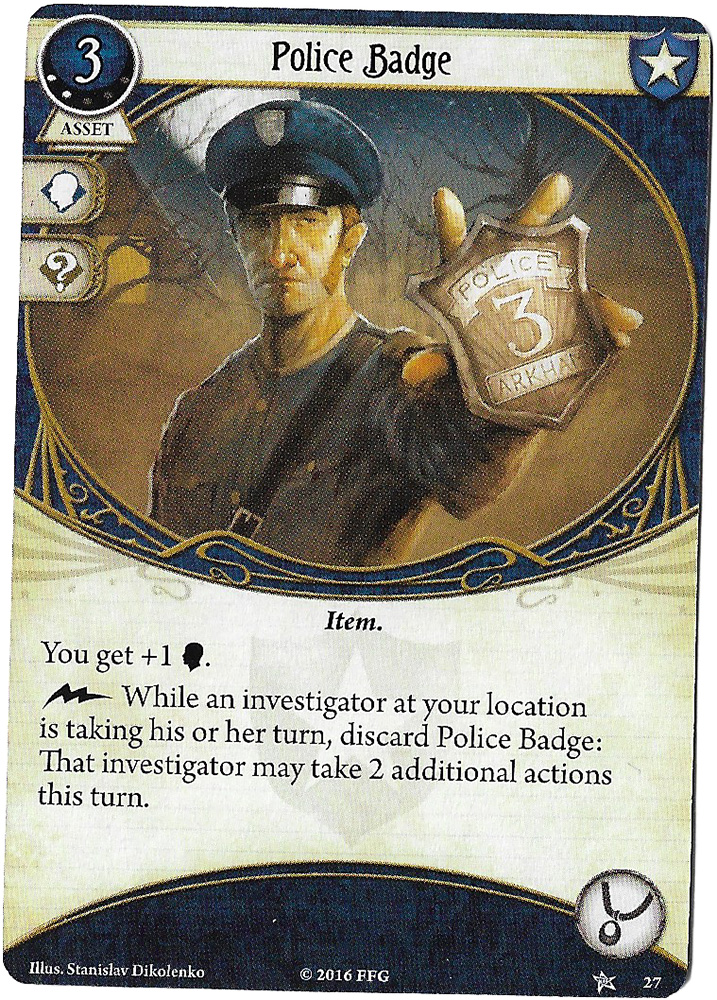 3
Police Badge
ASSET
?
POLICE
3
ARKHAM
Item.
You get +1 .
While an investigator at your location
is taking his or her turn, discard Police Badge:
That investigator may take 2 additional actions
this turn.
Illus. Stanislav Dikolenko
© 2016 FFG
27